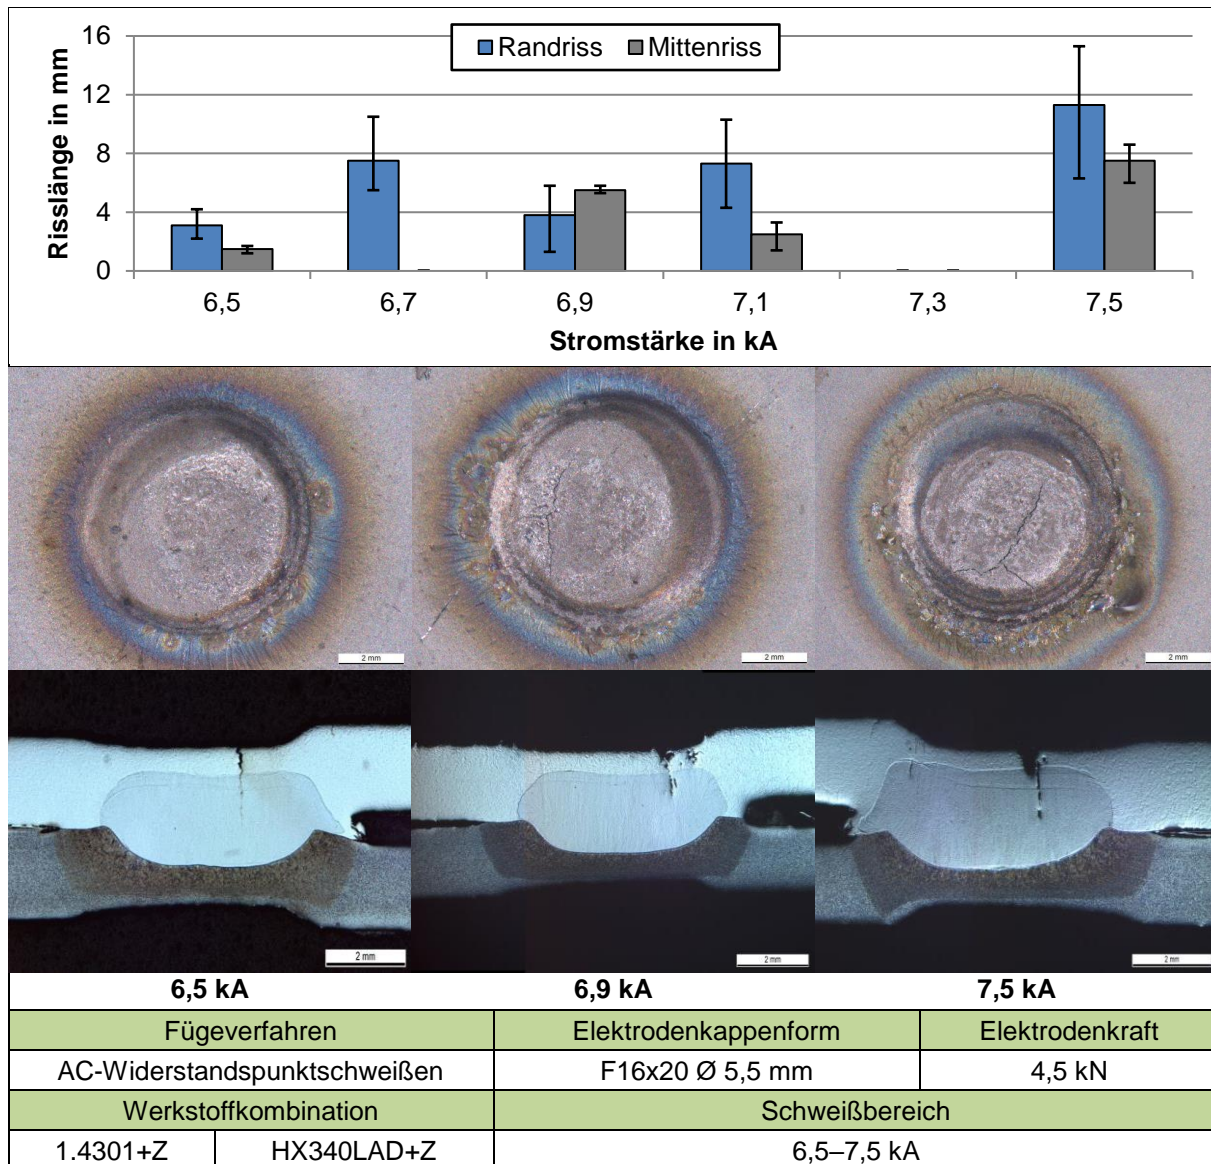 Randriss Mittenriss
Risslänge in mm
16
12
8
4
0
6,5 6,7 6,9 7,1 7,3 7,5
Stromstärke in kA
2 mm 2 mm 2 mm
2 mm 2 mm 2 mm
6,5 kA 6,9 kA 7,5 kA
Fügeverfahren Elektrodenkappenform Elektrodenkraft
AC-Widerstandspunktschweißen F16x20 Ø 5,5 mm 4,5 kN
Werkstoffkombination Schweißbereich
1.4301+Z HX340LAD+Z 6,5–7,5 kA